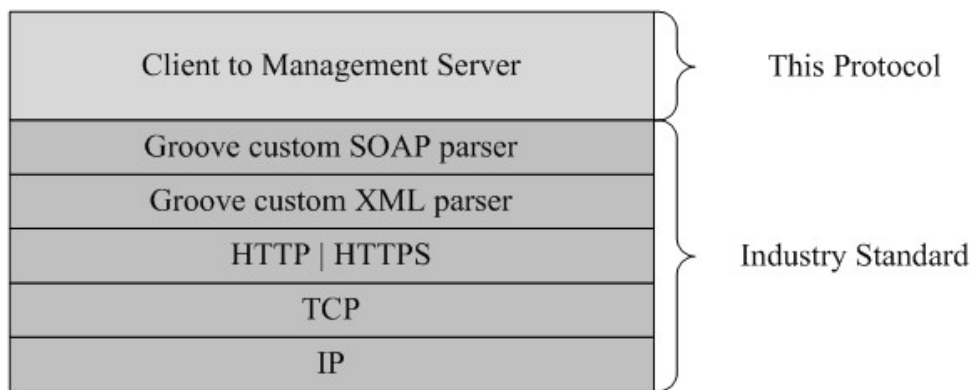 Client to Management Server
This Protocol
Groove custom SOAP parser
Groove custom XML parser
HTTP | HTTPS
Industry Standard
TCP
IP